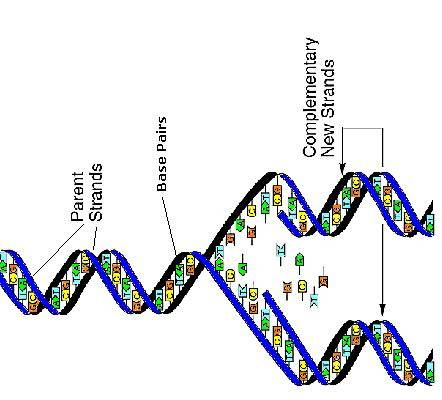 Parent
Strands
Base Pairs
Complementary
New Strands